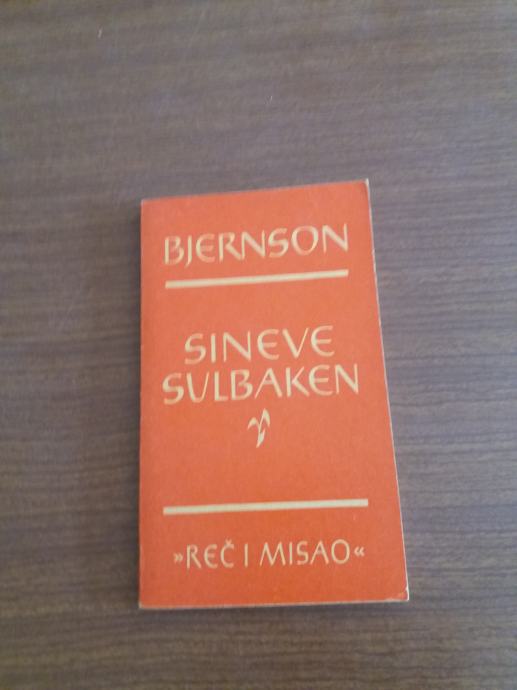 BJERNSON
SINEVE
SULBAKEN
»REČ I MISAO«